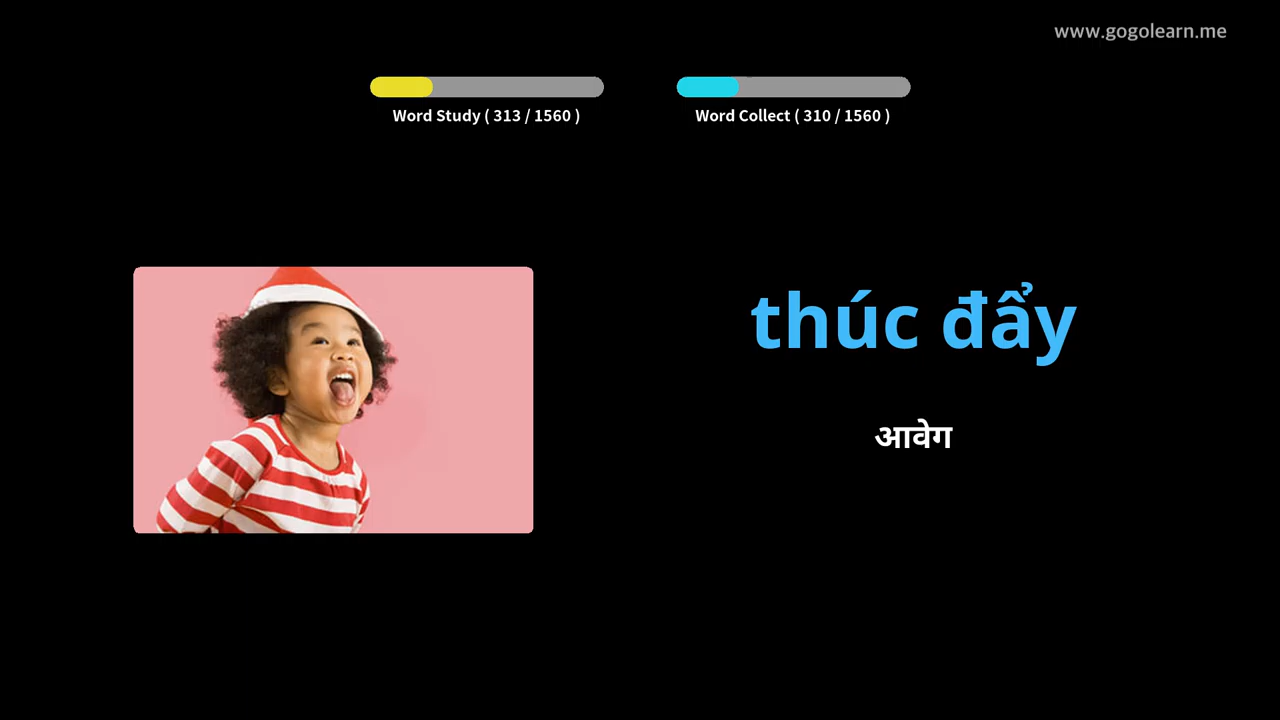 www.gogolearn.me
Word Study ( 313 / 1560 )
Word Collect ( 310 / 1560 )
thúc đẩy
आवेग